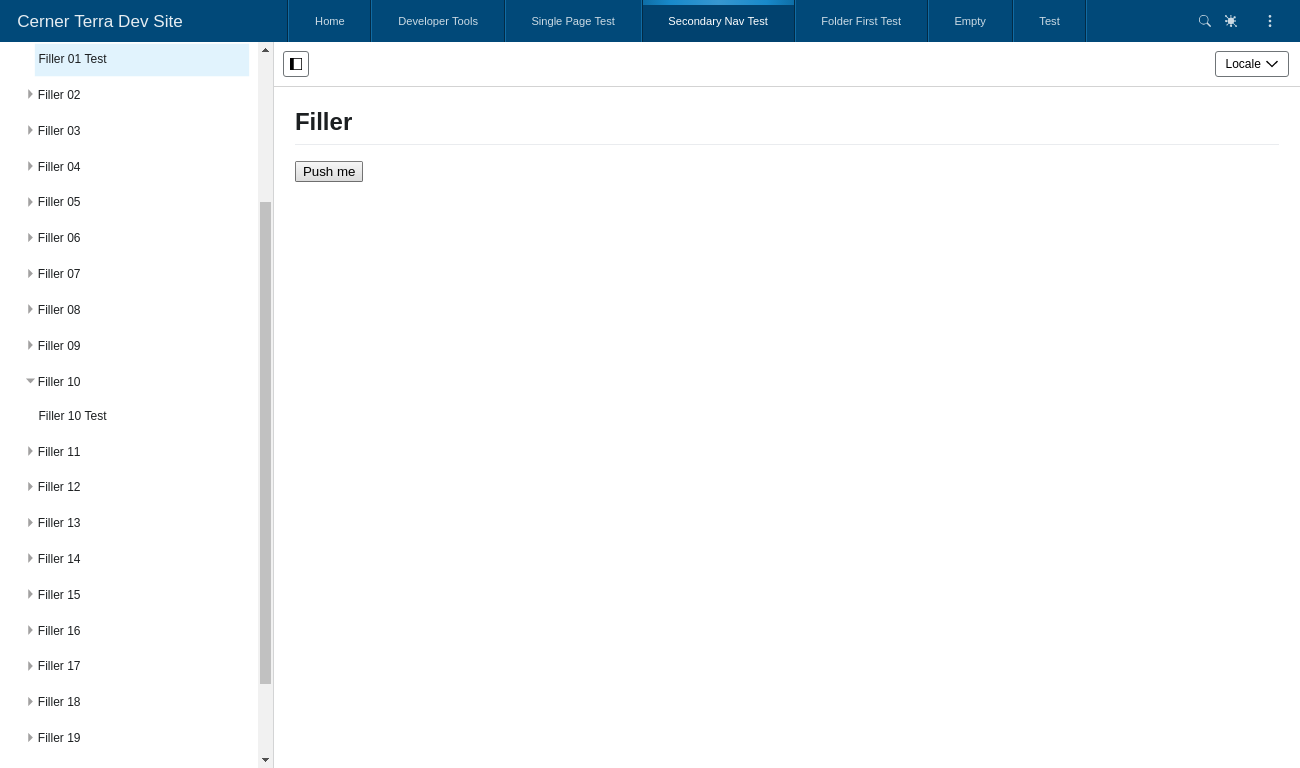 Cerner Terra Dev Site
Home
Developer Tools
Single Page Test
Secondary Nav Test
Folder First Test
Empty
Test
Filler 01 Test
Filler 02
Filler 03
Filler 04
Filler 05
Filler 06
Filler 07
Filler 08
Filler 09
Filler 10
Filler 10 Test
Filler 11
Filler 12
Filler 13
Filler 14
Filler 15
Filler 16
Filler 17
Filler 18
Filler 19
Locale
Filler
Push me